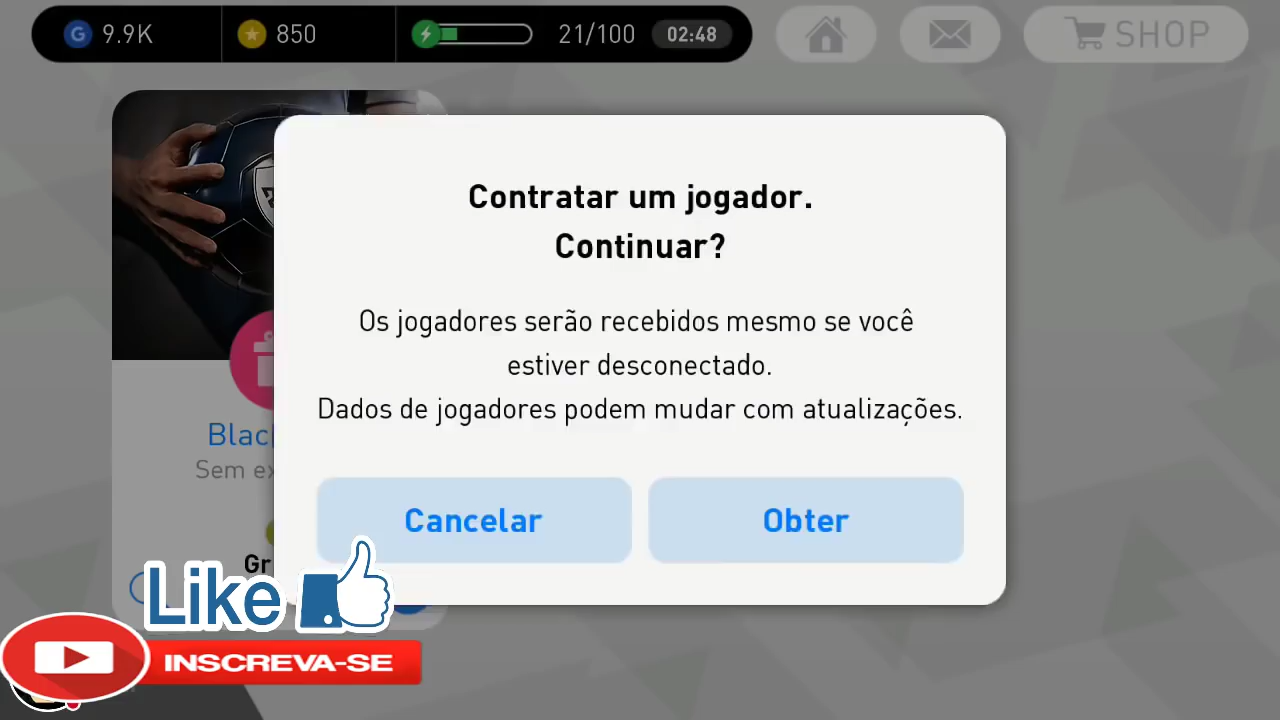 9.9K
850
21/100
02:48
SHOP
Contratar um jogador.
Continuar?
Os jogadores serão recebidos mesmo se você
estiver desconectado.
Dados de jogadores podem mudar com atualizações.
Sem
Cancelar
Obter
Like
INSCREVA-SE